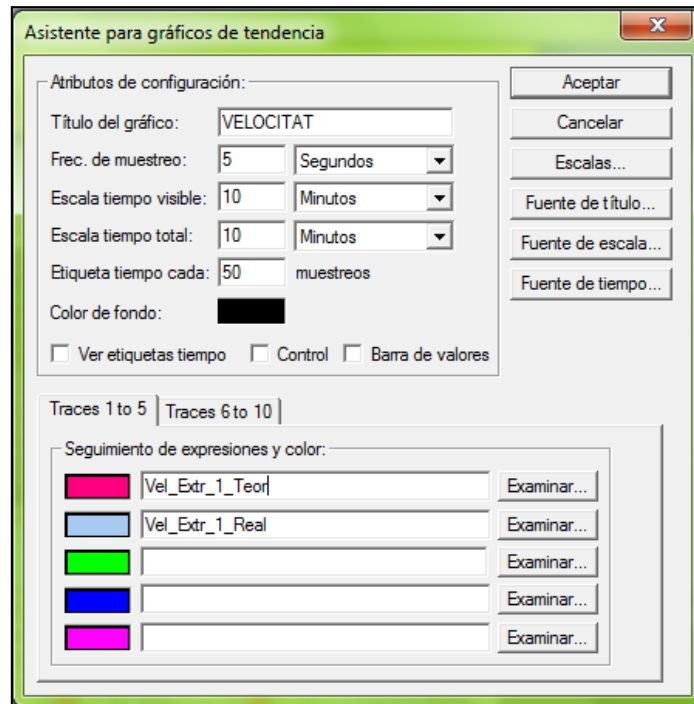 Asistente para gráficos de tendencia
Atributos de configuración:
Aceptar
Título del gráfico: VELOCITAT
Cancelar
Frec. de muestreo: 5 Segundos
Escalas...
Escala tiempo visible: 10 Minutos
Fuente de título...
Escala tiempo total: 10 Minutos
Fuente de escala...
Etiqueta tiempo cada: 50 muestreos
Fuente de tiempo...
Color de fondo:
Ver etiquetas tiempo Control Barra de valores
Traces 1 to 5 Traces 6 to 10
Seguimiento de expresiones y color:
Vel_Extr_1_Teor Examinar...
Vel_Extr_1_Real Examinar...
Examinar...
Examinar...
Examinar...